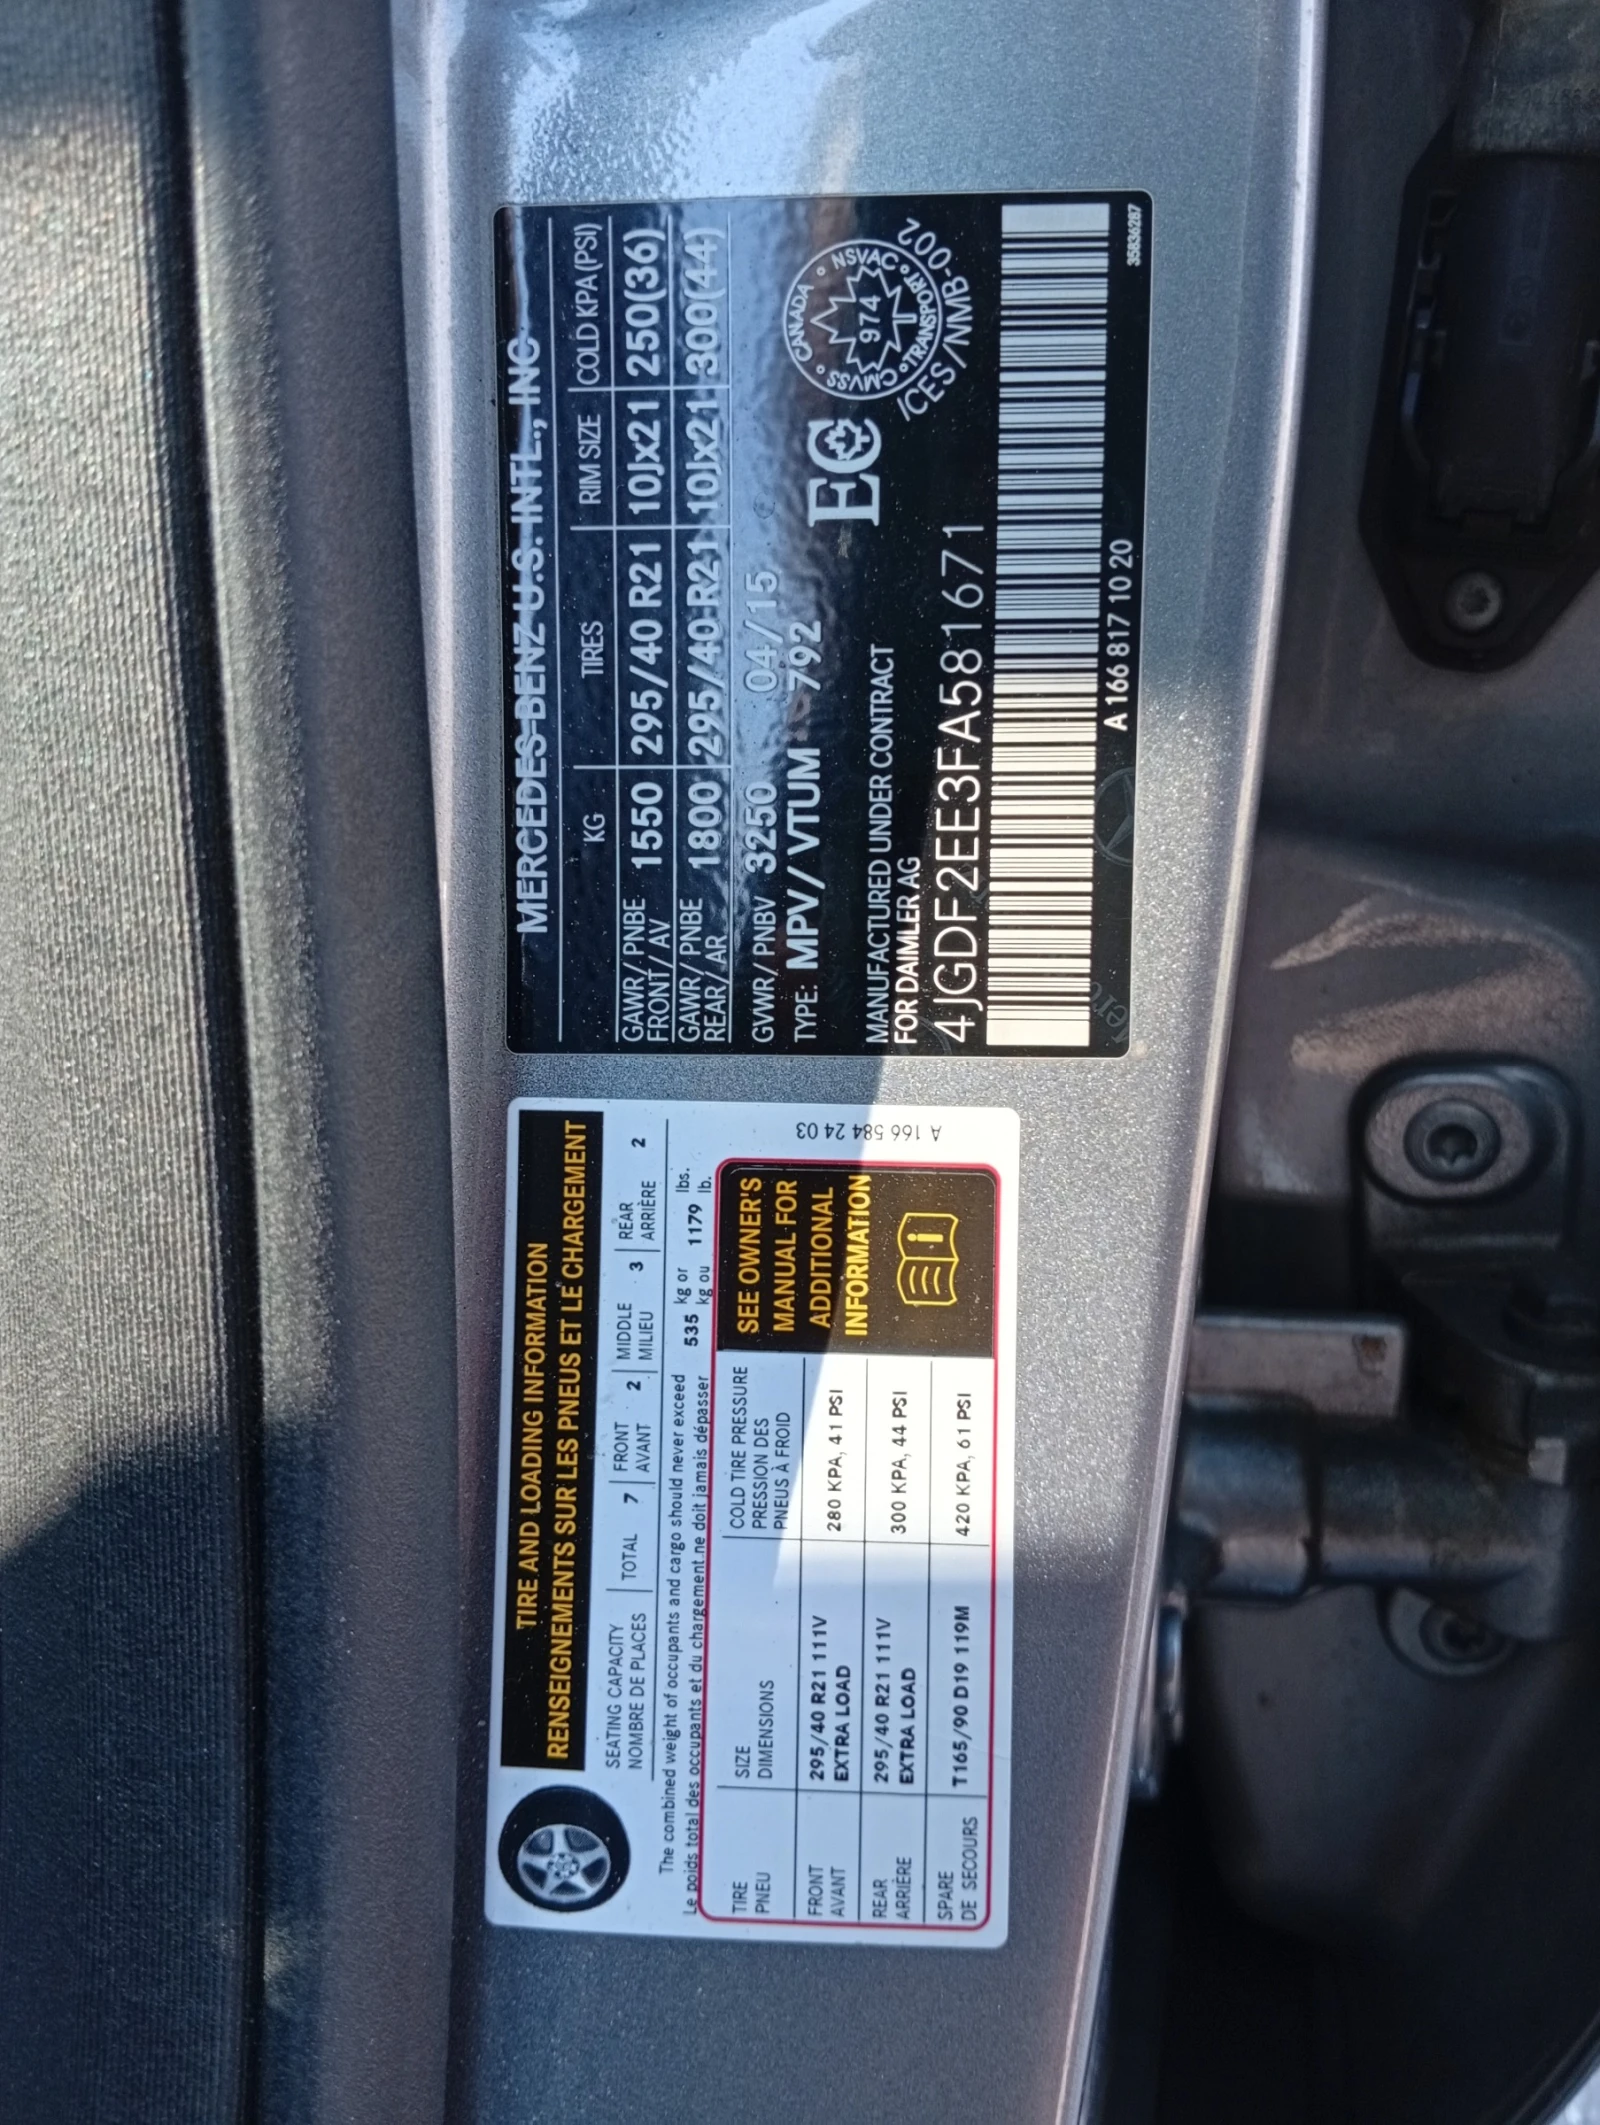 TIRE AND LOADING INFORMATION
RENSEIGNEMENTS SUR LES PNEUS ET LE CHARGEMENT
SEATING CAPACITY | TOTAL 7 | FRONT 2 | MIDDLE 3 | REAR 2
NOMBRE DE PLACES AVANT MILIEU ARRIÈRE
The combined weight of occupants and cargo should never exceed 535 kg or 1179 lbs.
Le poids total des occupants et du chargement ne doit jamais dépasser kg ou lb.
TIRE SIZE COLD TIRE PRESSURE
PNEU DIMENSIONS PRESSION DES
PNEUS À FROID
FRONT 295/40 R21 111V 280 KPA, 41 PSI
AVANT EXTRA LOAD
REAR 295/40 R21 111V 300 KPA, 44 PSI
ARRIÈRE EXTRA LOAD
SPARE T165/90 D19 119M 420 KPA, 61 PSI
DE SECOURS
SEE OWNER'S
MANUAL FOR
ADDITIONAL
INFORMATION
i
A 166 584 24 03
MERCEDES-BENZ U.S. INTL., INC
KG TIRES RIM SIZE COLD KPA(PSI)
GAWR/PNBE 1550 295/40 R21 10Jx21 250(36)
FRONT/AV
GAWR/PNBE 1800 295/40 R21 10Jx21 300(44)
REAR/AR
GVWR/PNBV 3250 04/15
TYPE: MPV/VTUM 792
EC
CANADA NSVAC TRANSPORT CMVSS
974
ICES/NMB-002
MANUFACTURED UNDER CONTRACT
FOR DAIMLER AG
4JGDF2EE3FA581671
A 166 817 10 20
35836287